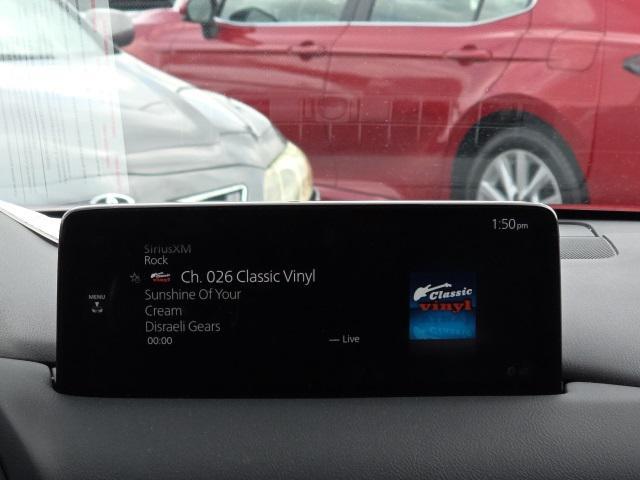 1:50pm
SiriusXM
Rock
vinyl Ch. 026 Classic Vinyl
MENU
Sunshine Of Your
Cream
Disraeli Gears
00:00 — Live
Classic
vinyl